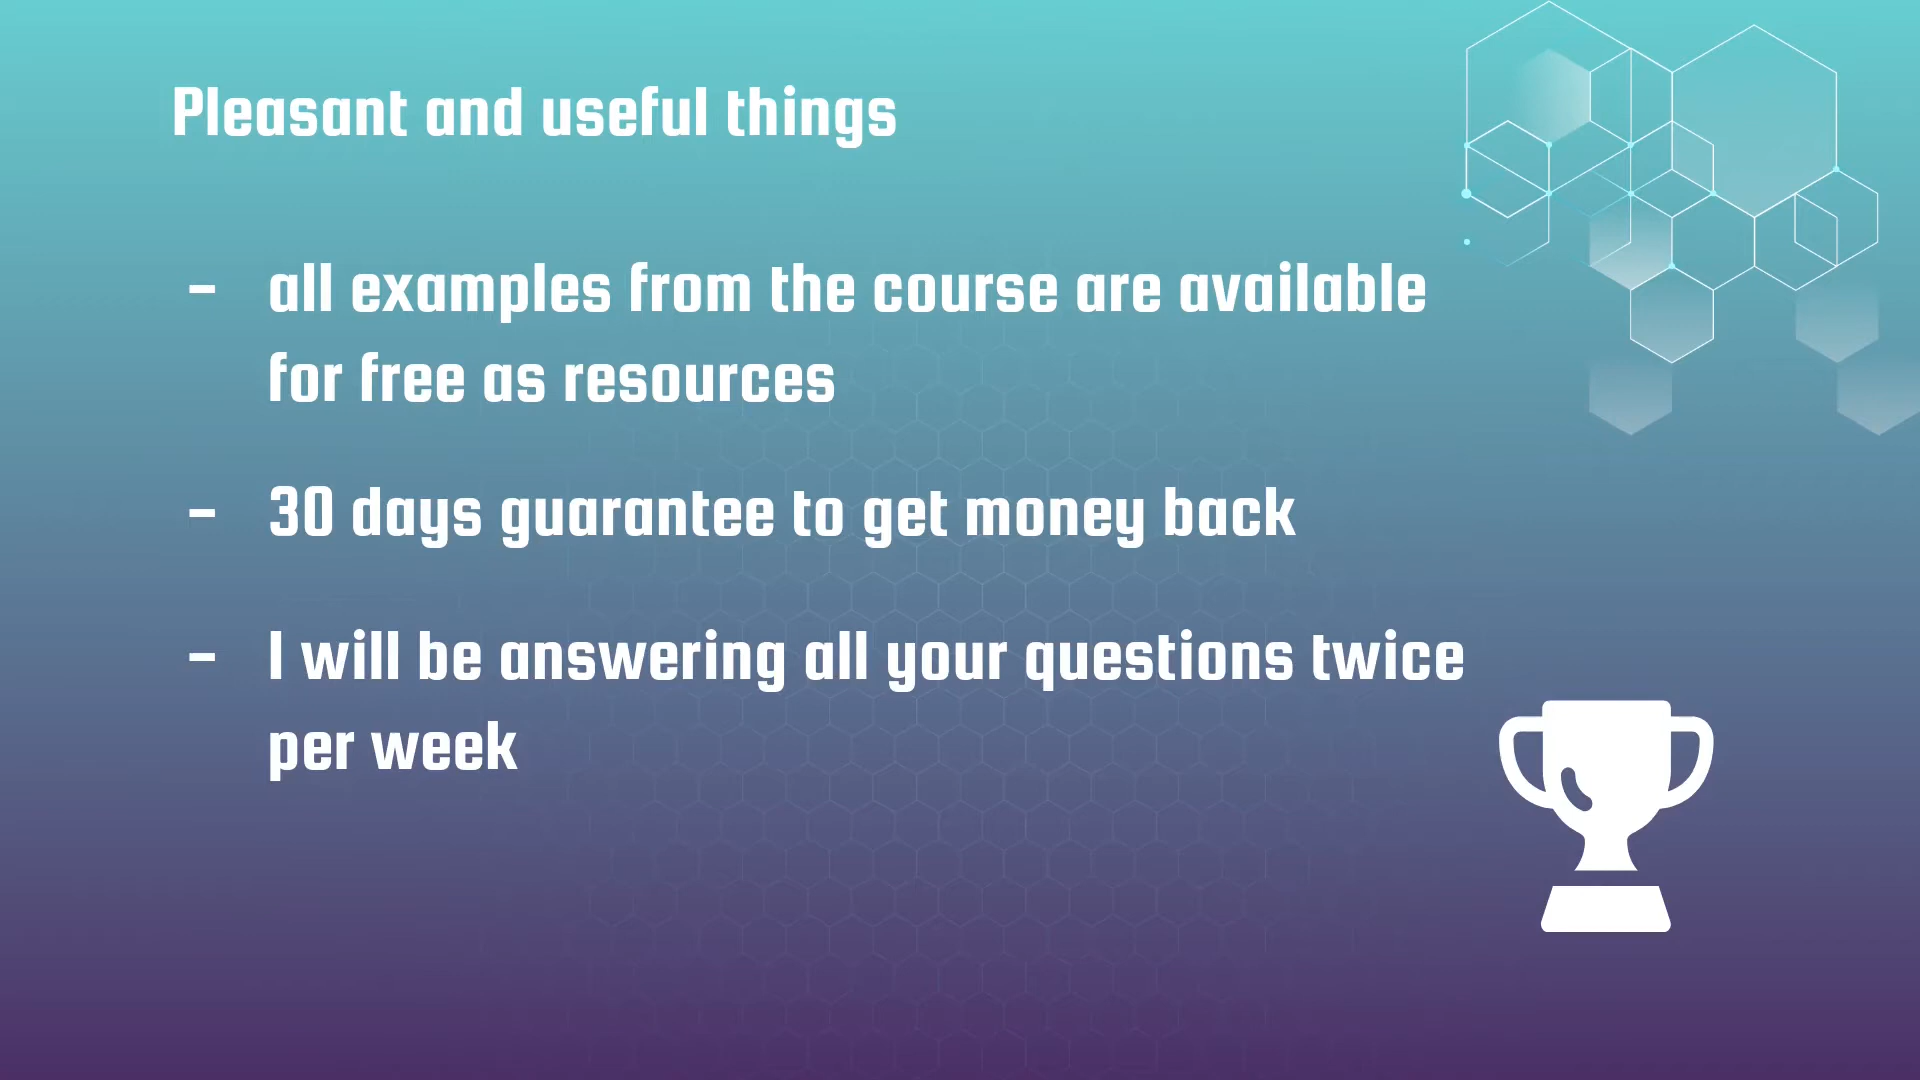 Pleasant and useful things
- all examples from the course are available
for free as resources
- 30 days guarantee to get money back
- I will be answering all your questions twice
per week